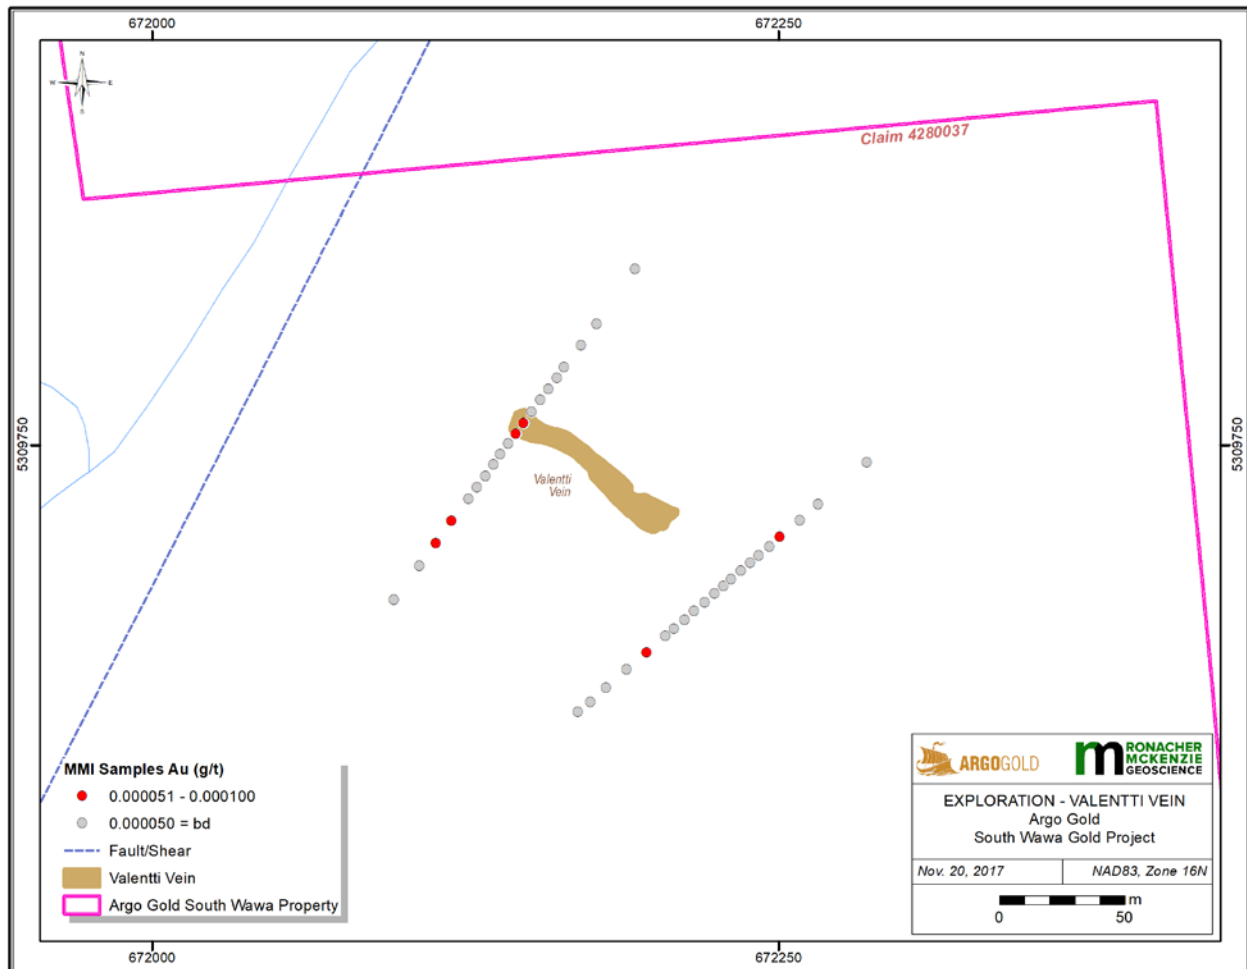 672000
672250
N
W E
S
Claim 4280037
5309750
5309750
Valentti
Vein
MMI Samples Au (g/t)
0.000051 - 0.000100
0.000050 = bd
Fault/Shear
Valentti Vein
Argo Gold South Wawa Property
ARGOGOLD
rm RONACHER
MCKENZIE
GEOSCIENCE
EXPLORATION - VALENTTI VEIN
Argo Gold
South Wawa Gold Project
Nov. 20, 2017
NAD83, Zone 16N
m
0 50
672000
672250